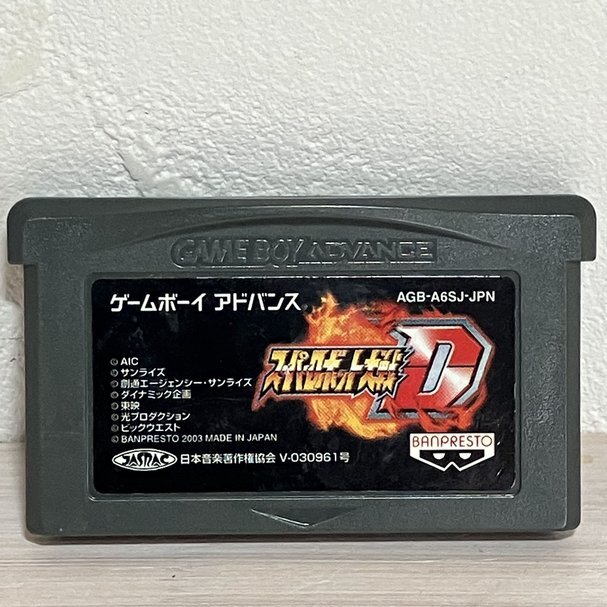 GAME BOY ADVANCE
ゲームボーイ アドバンス
AGB-A6SJ-JPN
スーパーロボット大戦
D
© AIC
© サンライズ
© 創通エージェンシー・サンライズ
© ダイナミック企画
© 東映
© 光プロダクション
© ビックウエスト
© BANPRESTO 2003 MADE IN JAPAN
JASRAC 日本音楽著作権協会 V-030961号
BANPRESTO